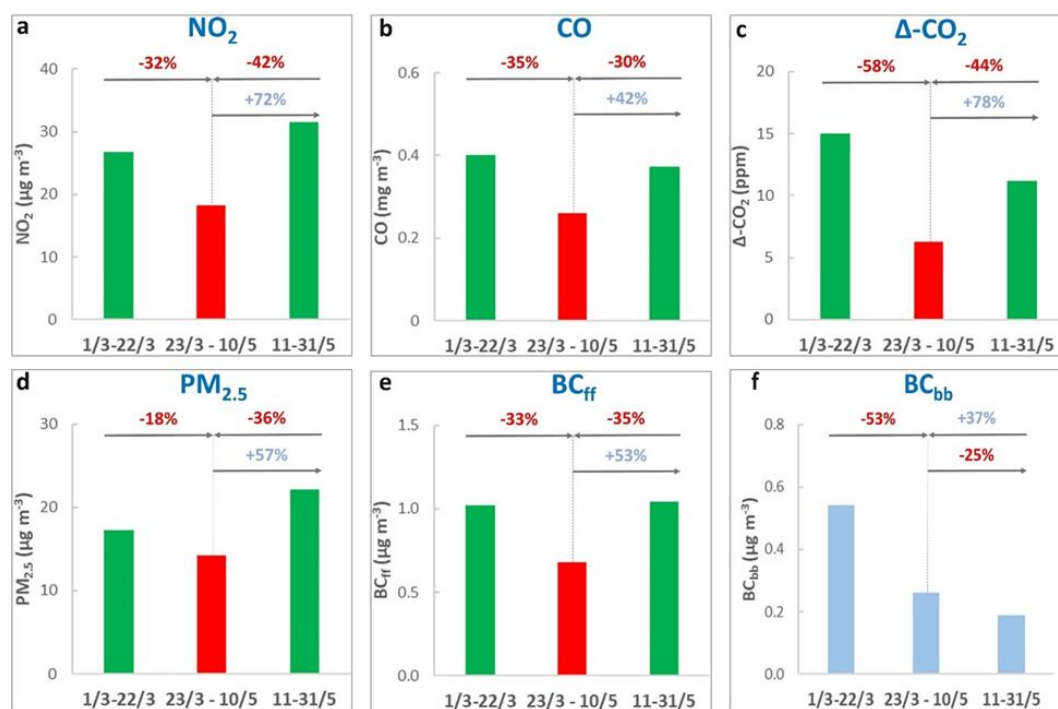 a
NO₂
-32% -42%
+72%
40
30
20
10
0
NO₂ (µg m⁻³)
1/3-22/3 23/3 - 10/5 11-31/5
b
CO
-35% -30%
+42%
0.6
0.4
0.2
0
CO (mg m⁻³)
1/3-22/3 23/3 - 10/5 11-31/5
c
Δ-CO₂
-58% -44%
+78%
20
15
10
5
0
Δ-CO₂ (ppm)
1/3-22/3 23/3 - 10/5 11-31/5
d
PM₂.₅
-18% -36%
+57%
30
20
10
0
PM₂.₅ (µg m⁻³)
1/3-22/3 23/3 - 10/5 11-31/5
e
BCff
-33% -35%
+53%
1.5
1.0
0.5
0.0
BCff (µg m⁻³)
1/3-22/3 23/3 - 10/5 11-31/5
f
BCbb
-53% +37%
-25%
0.8
0.6
0.4
0.2
0.0
BCbb (µg m⁻³)
1/3-22/3 23/3 - 10/5 11-31/5